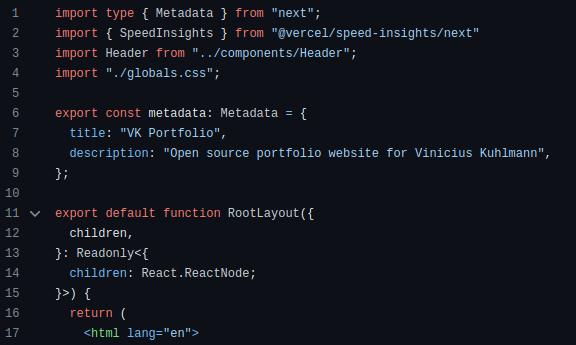 1 import type { Metadata } from "next";
2 import { SpeedInsights } from "@vercel/speed-insights/next"
3 import Header from "../components/Header";
4 import "./globals.css";
5
6 export const metadata: Metadata = {
7   title: "VK Portfolio",
8   description: "Open source portfolio website for Vinicius Kuhlmann",
9 };
10
11 export default function RootLayout({
12   children,
13 }: Readonly<{
14   children: React.ReactNode;
15 }>) {
16   return (
17     <html lang="en">